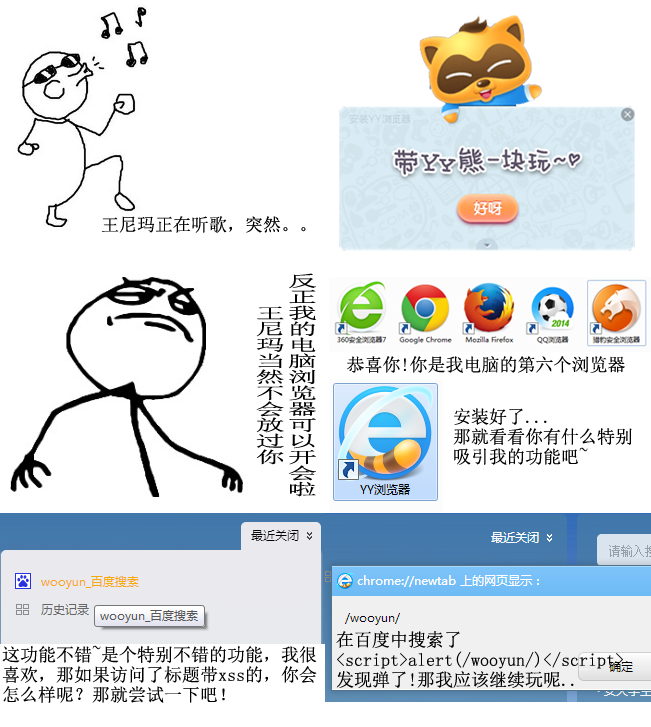 王尼玛正在听歌，突然。。
安装YY浏览器
带YY熊一块玩~
好呀
反正我的电脑浏览器可以开会啦
王尼玛当然不会放过你
360安全浏览器7
Google Chrome
Mozilla Firefox
2014
QQ浏览器
猎豹安全浏览器
恭喜你!你是我电脑的第六个浏览器
YY浏览器
安装好了...
那就看看你有什么特别
吸引我的功能吧~
最近关闭
wooyun_百度搜索
历史记录
wooyun_百度搜索
这功能不错~是个特别不错的功能，我很
喜欢，那如果访问了标题带xss的，你会
怎么样呢？那就尝试一下吧！
最近关闭
请输入搜
chrome://newtab 上的网页显示：
/wooyun/
在百度中搜索了
<script>alert(/wooyun/)</script>
确定
发现弹了!那我应该继续玩呢..